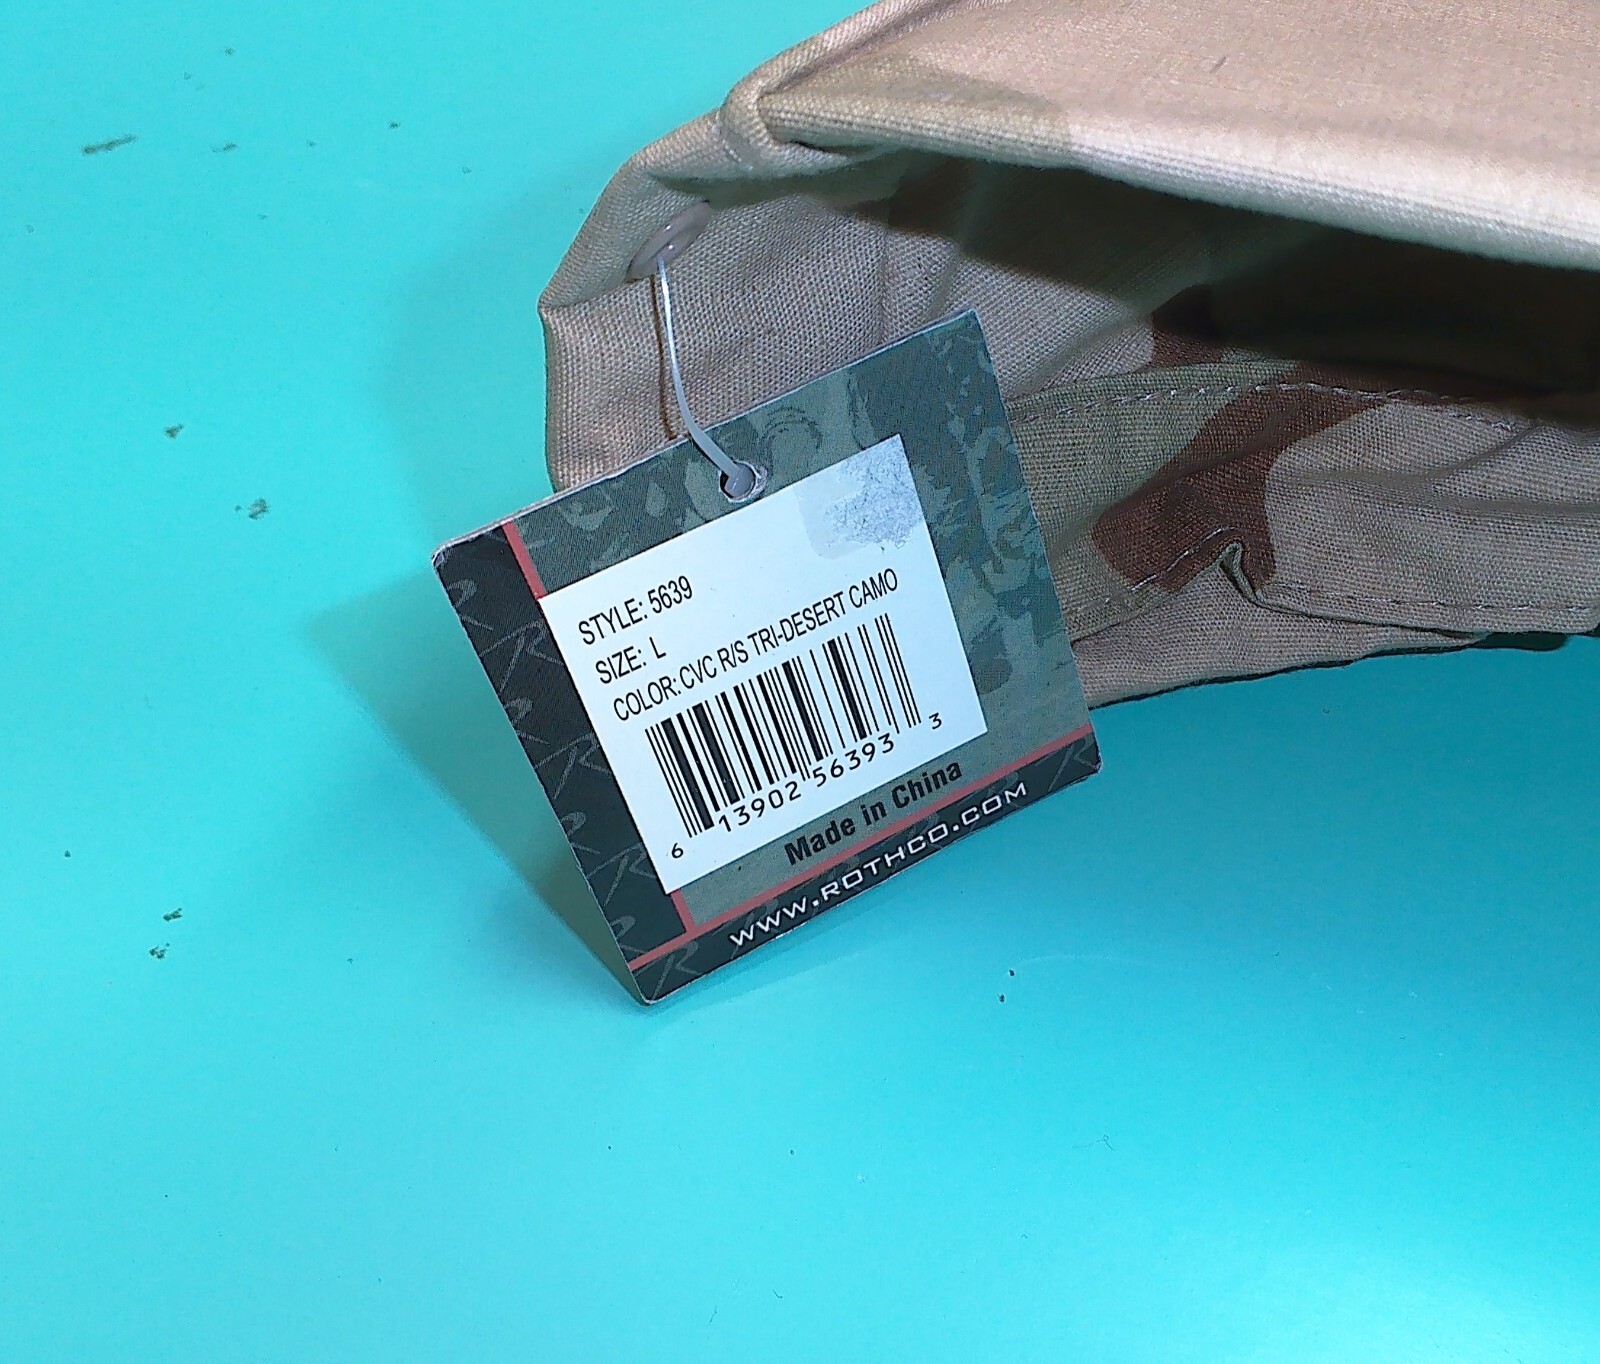 STYLE: 5639
SIZE: L
COLOR: CVC R/S TRI-DESERT CAMO
6 13902 56393 3
Made in China
WWW.ROTHCO.COM